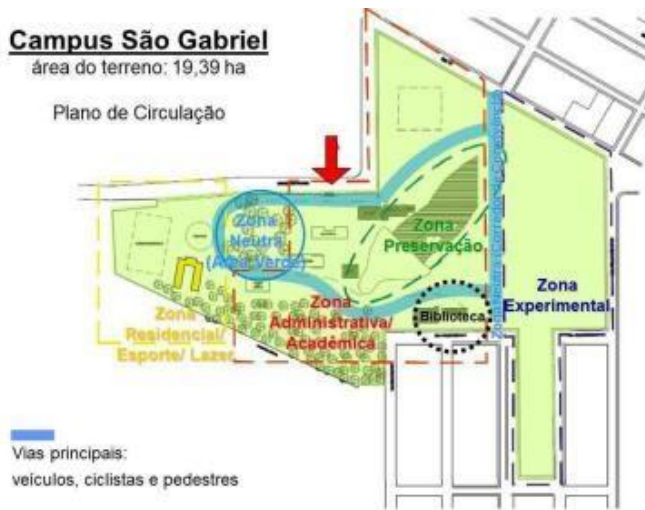 Campus São Gabriel
área do terreno: 19,39 ha
Plano de Circulação
Zona
Neutra
(Área Verde)
Zona
Preservação
Zona
Experimental
Biblioteca
Zona
Administrativa/
Acadêmica
Zona
Residencial/
Esporte/ Lazer
Vias principais:
veículos, ciclistas e pedestres